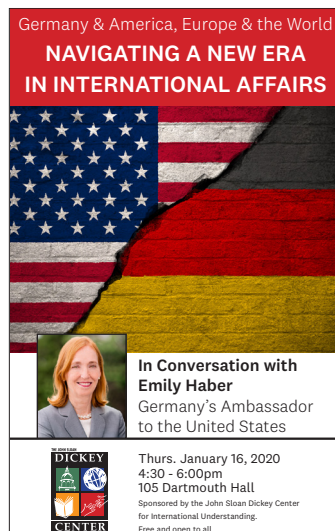 Germany & America, Europe & the World
NAVIGATING A NEW ERA
IN INTERNATIONAL AFFAIRS
In Conversation with
Emily Haber
Germany’s Ambassador
to the United States
THE JOHN SLOAN
DICKEY
CENTER
Thurs. January 16, 2020
4:30 - 6:00pm
105 Dartmouth Hall
Sponsored by the John Sloan Dickey Center
for International Understanding.
Free and open to all.